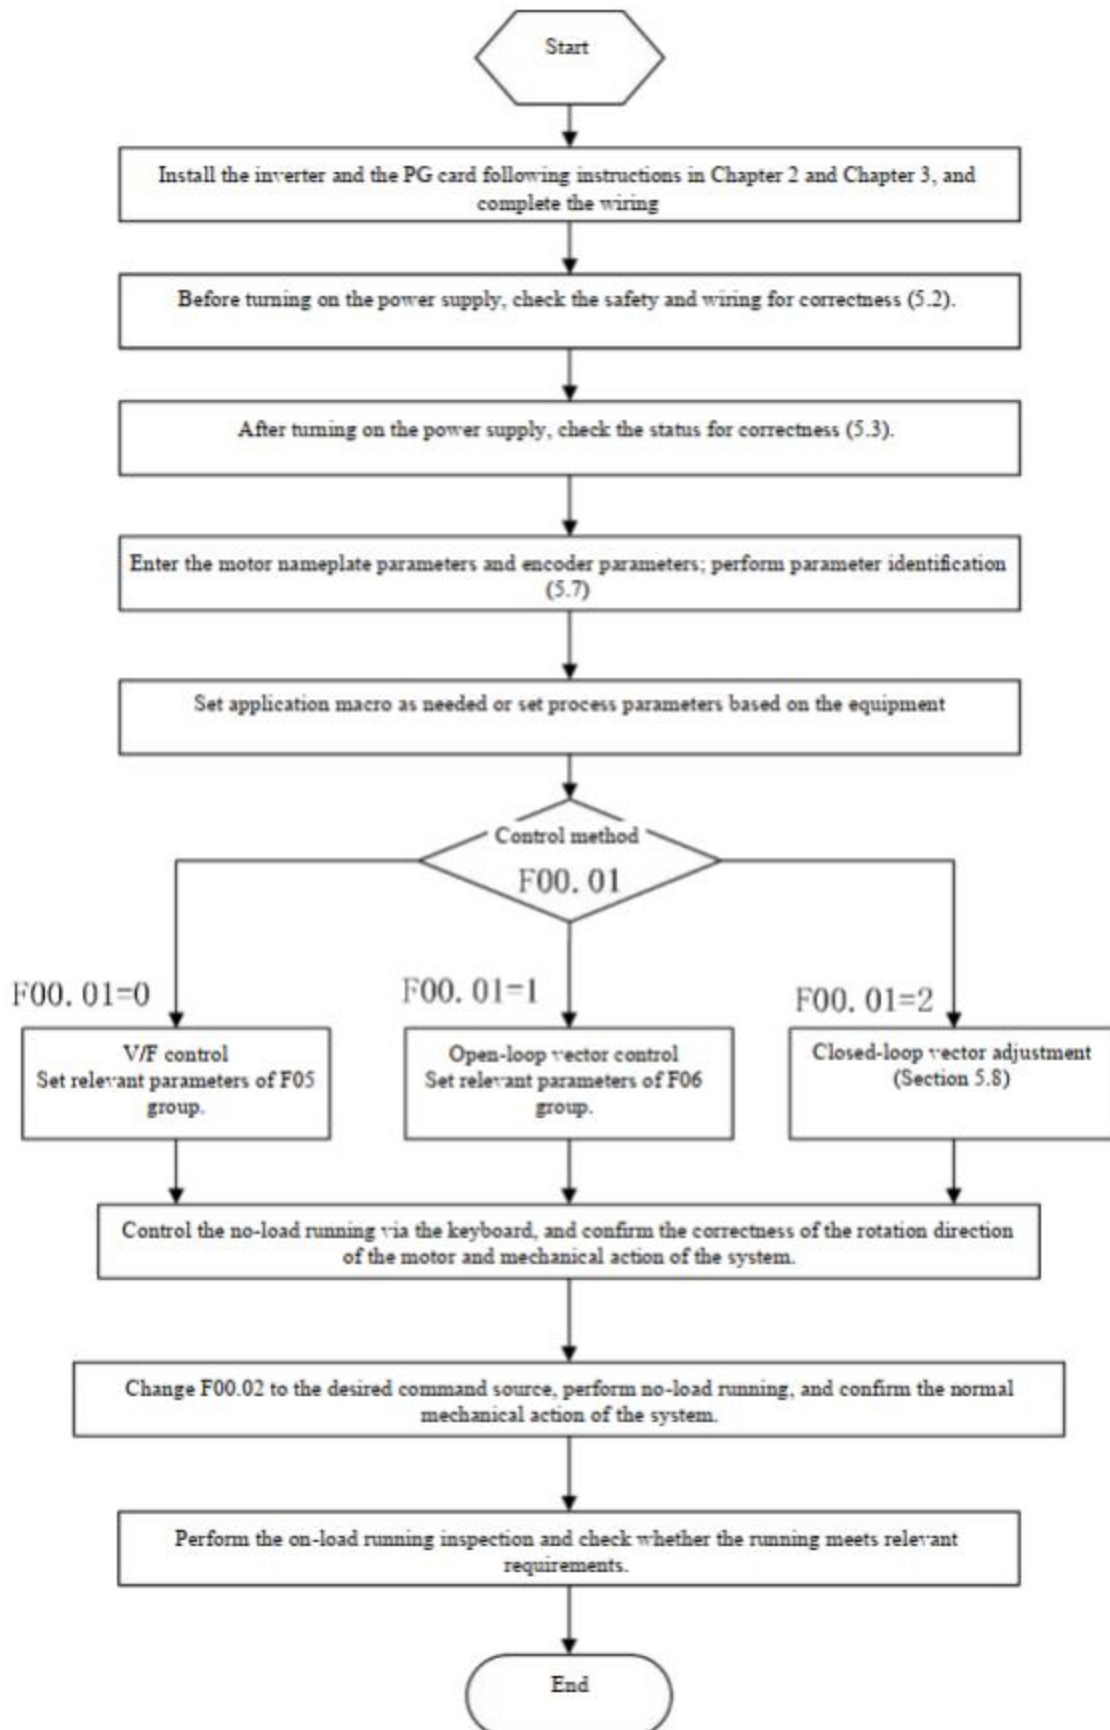 Start
Install the inverter and the PG card following instructions in Chapter 2 and Chapter 3, and
complete the wiring
Before turning on the power supply, check the safety and wiring for correctness (5.2).
After turning on the power supply, check the status for correctness (5.3).
Enter the motor nameplate parameters and encoder parameters; perform parameter identification
(5.7)
Set application macro as needed or set process parameters based on the equipment
Control method
F00. 01
F00. 01=0
F00. 01=1
F00. 01=2
V/F control
Set relevant parameters of F05
group.
Open-loop vector control
Set relevant parameters of F06
group.
Closed-loop vector adjustment
(Section 5.8)
Control the no-load running via the keyboard, and confirm the correctness of the rotation direction
of the motor and mechanical action of the system.
Change F00.02 to the desired command source, perform no-load running, and confirm the normal
mechanical action of the system.
Perform the on-load running inspection and check whether the running meets relevant
requirements.
End